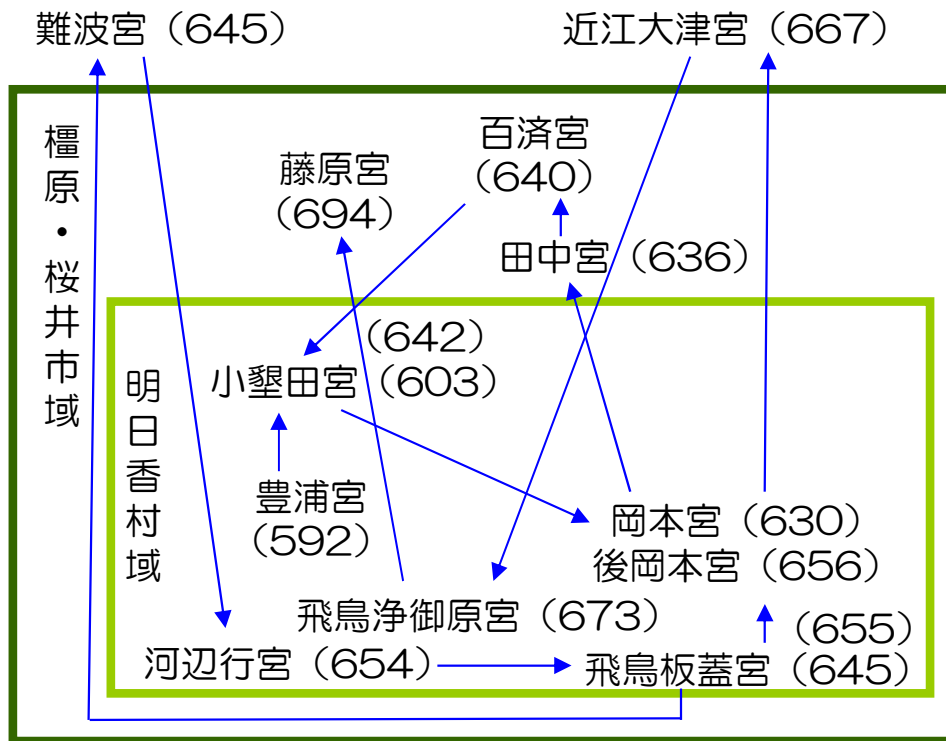 難波宮（645）
近江大津宮（667）
橿原・桜井市域
百済宮
（640）
藤原宮
（694）
田中宮（636）
明日香村域
（642）
小墾田宮（603）
豊浦宮
（592）
岡本宮（630）
後岡本宮（656）
飛鳥浄御原宮（673）
（655）
河辺行宮（654）
飛鳥板蓋宮（645）